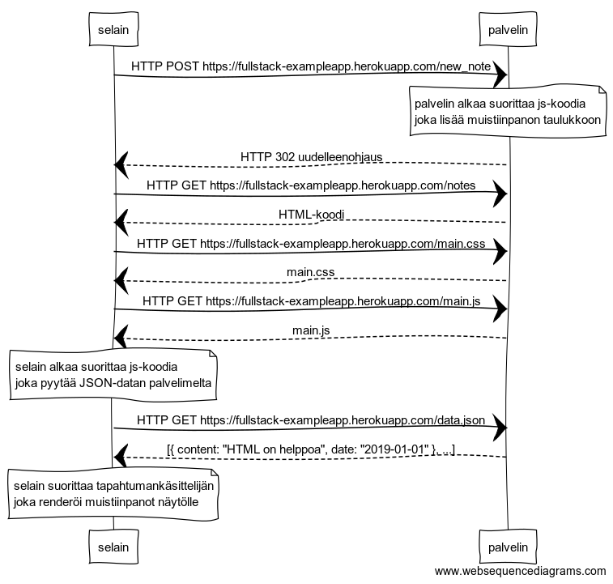 selain
palvelin
HTTP POST https://fullstack-exampleapp.herokuapp.com/new_note
palvelin alkaa suorittaa js-koodia
joka lisää muistiinpanon taulukkoon
HTTP 302 uudelleenohjaus
HTTP GET https://fullstack-exampleapp.herokuapp.com/notes
HTML-koodi
HTTP GET https://fullstack-exampleapp.herokuapp.com/main.css
main.css
HTTP GET https://fullstack-exampleapp.herokuapp.com/main.js
main.js
selain alkaa suorittaa js-koodia
joka pyytää JSON-datan palvelimelta
HTTP GET https://fullstack-exampleapp.herokuapp.com/data.json
[{ content: "HTML on helppoa", date: "2019-01-01" }, ...]
selain suorittaa tapahtumankäsittelijän
joka renderöi muistiinpanot näytölle
selain
palvelin
www.websequencediagrams.com